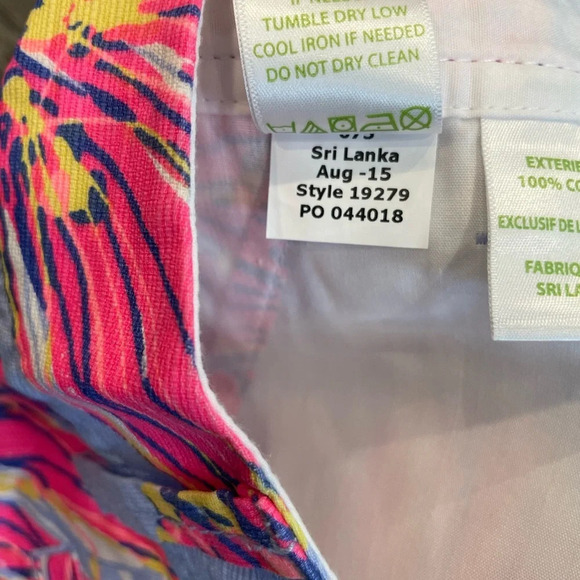 TUMBLE DRY LOW
COOL IRON IF NEEDED
DO NOT DRY CLEAN
Sri Lanka
Aug -15
Style 19279
PO 044018
EXTERIE
100% CO
EXCLUSIF DE L
FABRIQ
SRI LA